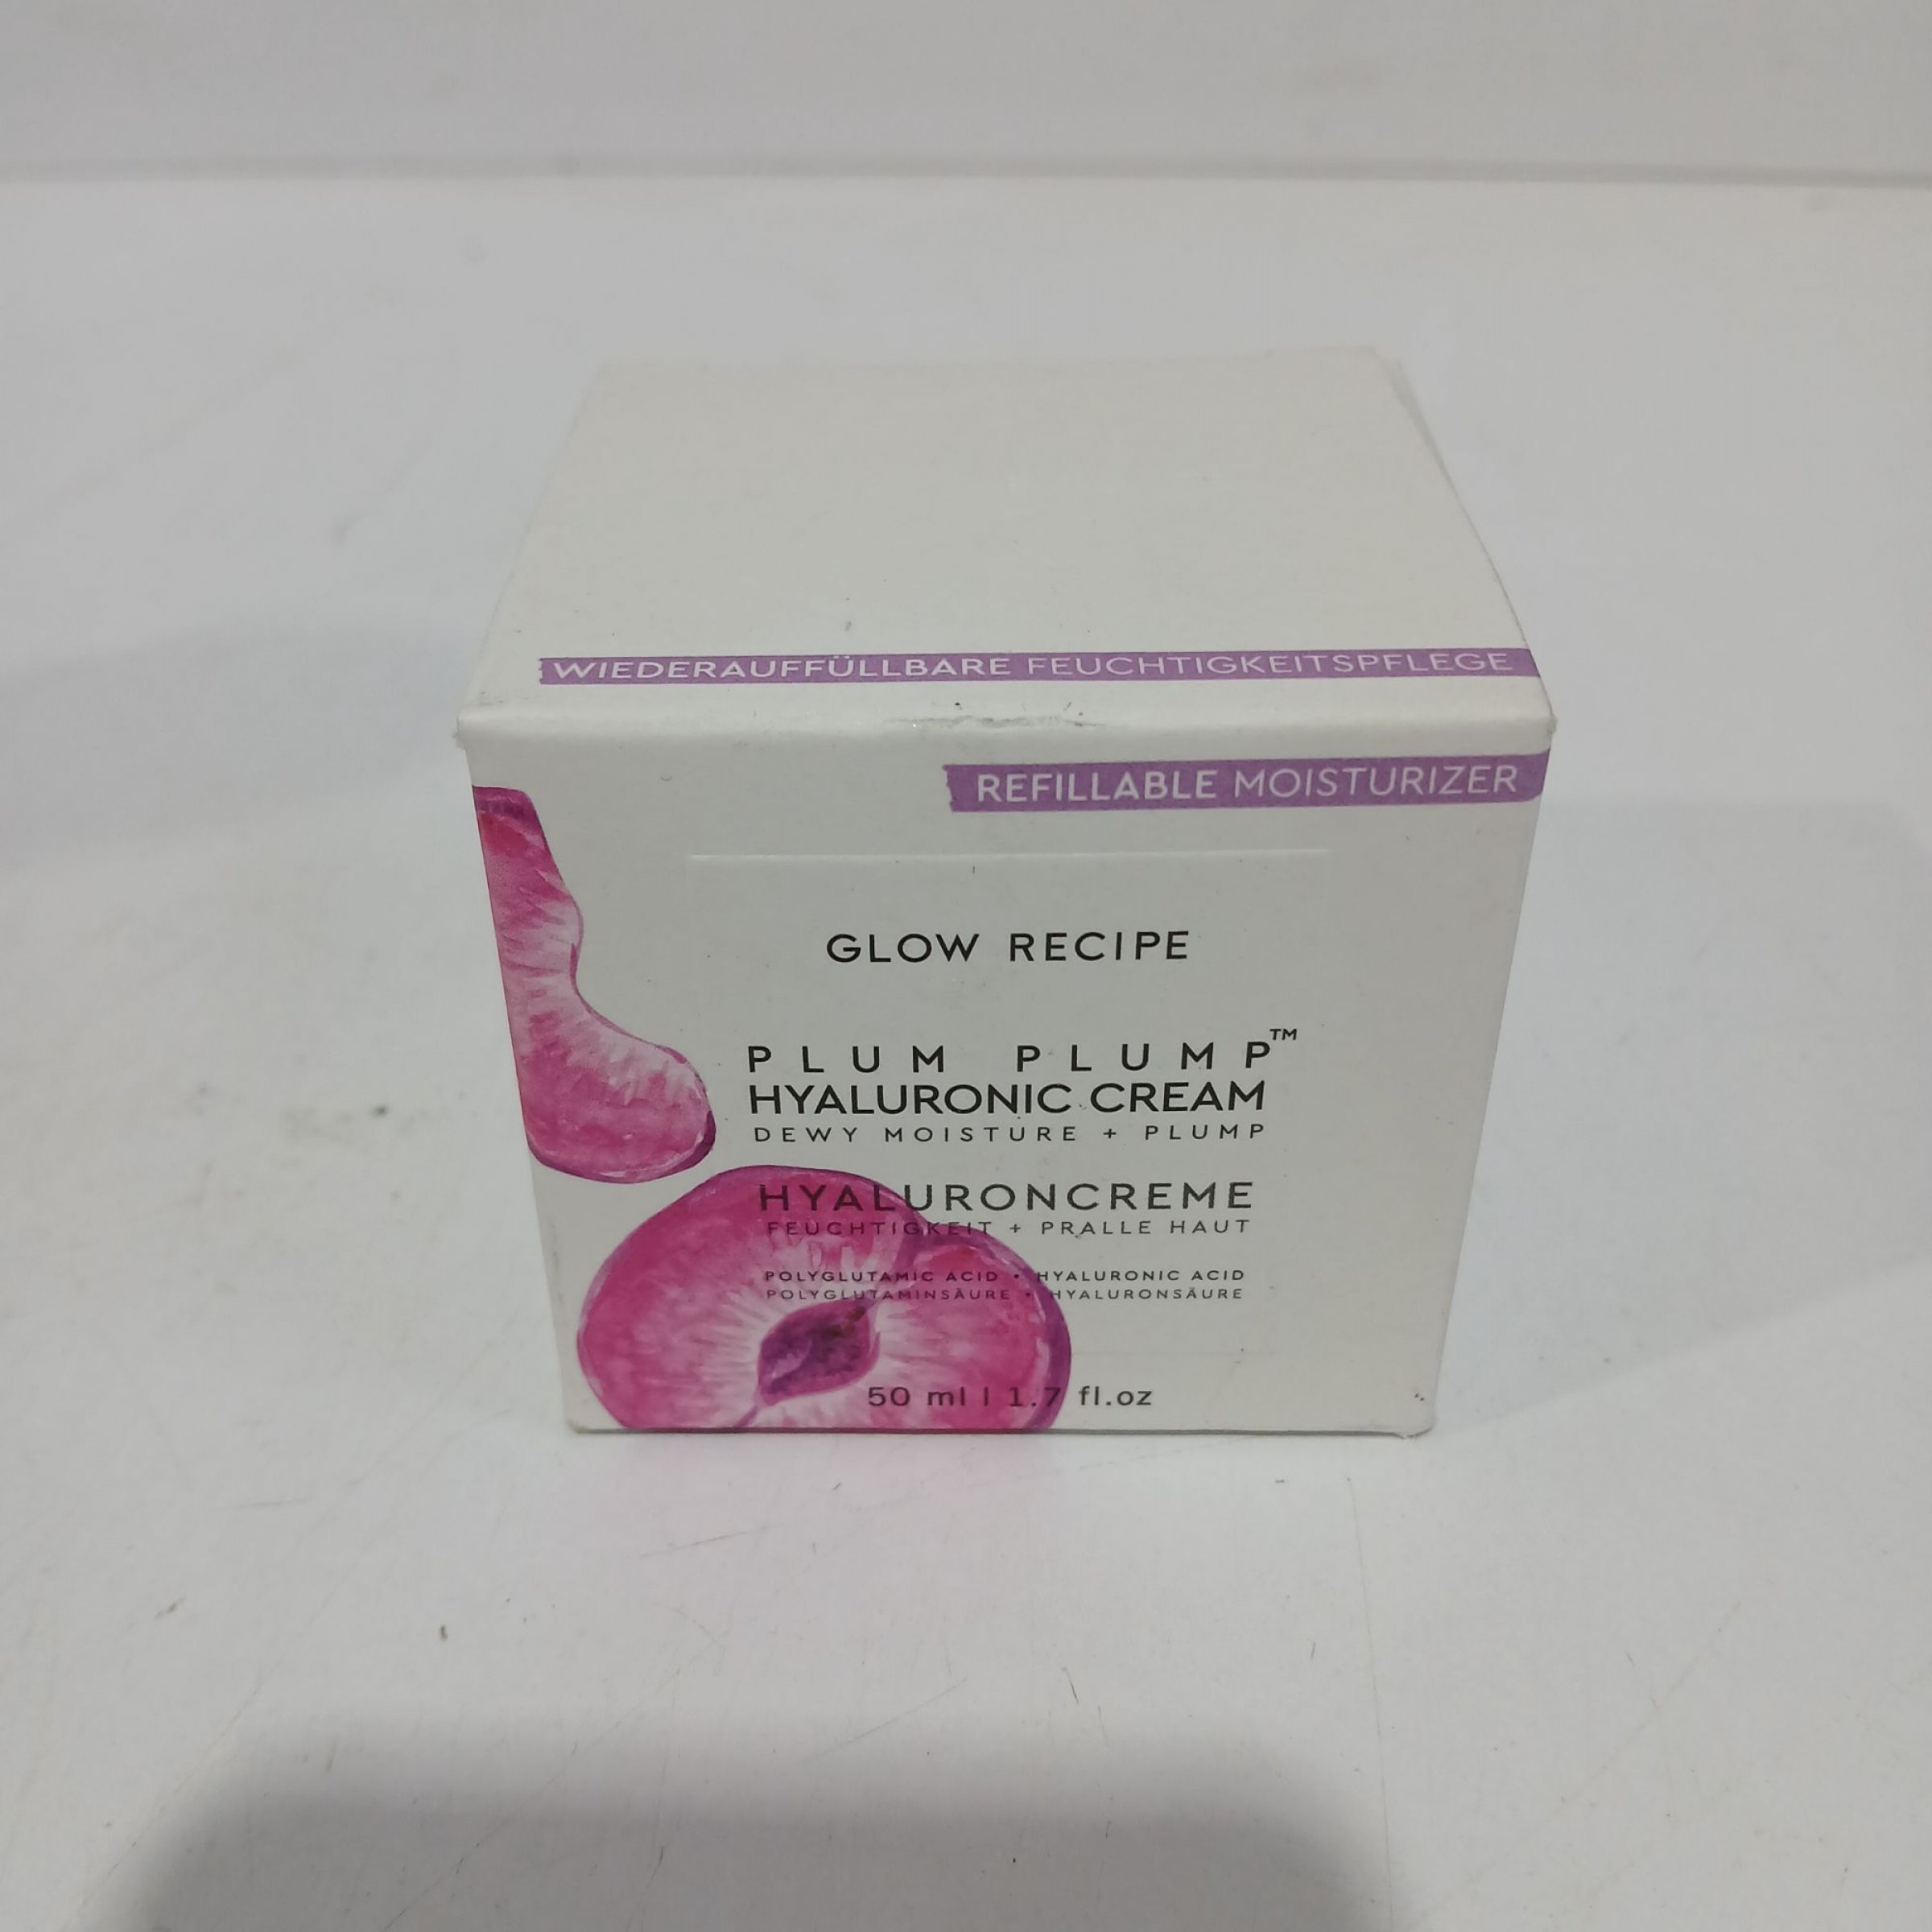 WIEDERAUFFÜLLBARE FEUCHTIGKEITSPFLEGE
REFILLABLE MOISTURIZER
GLOW RECIPE
PLUM PLUMP™
HYALURONIC CREAM
DEWY MOISTURE + PLUMP
HYALURONCREME
FEUCHTIGKEIT + PRALLE HAUT
POLYGLUTAMIC ACID • HYALURONIC ACID
POLYGLUTAMINSÄURE • HYALURONSÄURE
50 ml | 1.7 fl.oz